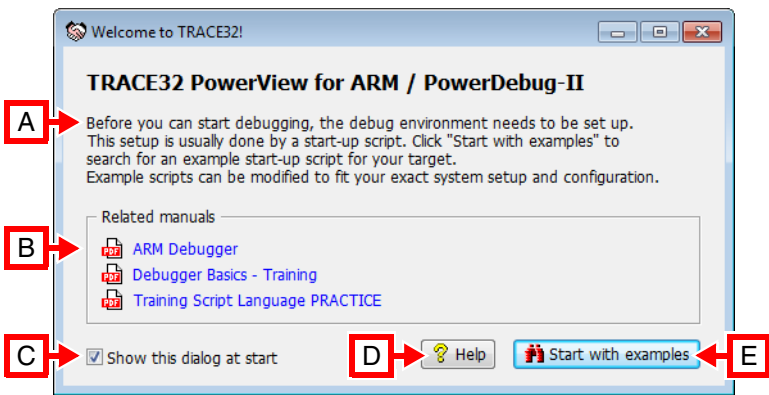 Welcome to TRACE32!
TRACE32 PowerView for ARM / PowerDebug-II
A
Before you can start debugging, the debug environment needs to be set up.
This setup is usually done by a start-up script. Click "Start with examples" to
search for an example start-up script for your target.
Example scripts can be modified to fit your exact system setup and configuration.
Related manuals
B
PDF ARM Debugger
PDF Debugger Basics - Training
PDF Training Script Language PRACTICE
C Show this dialog at start D ? Help Start with examples E